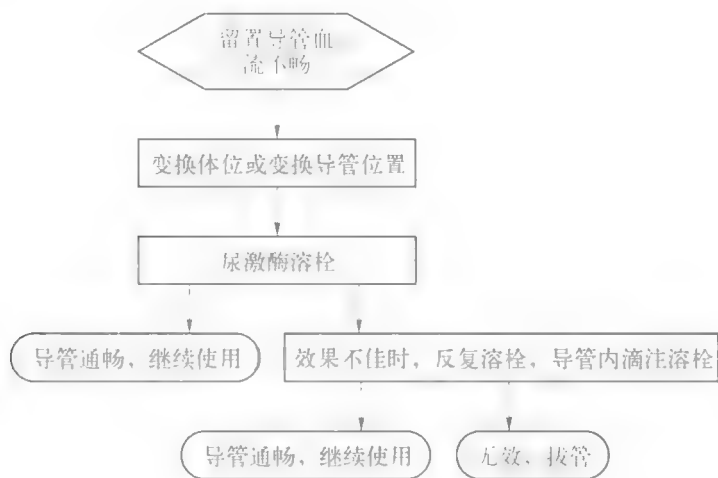 留置导管血
流不畅
变换体位或变换导管位置
尿激酶溶栓
导管通畅，继续使用
效果不佳时，反复溶栓，导管内滴注溶栓
导管通畅，继续使用
无效、拔管